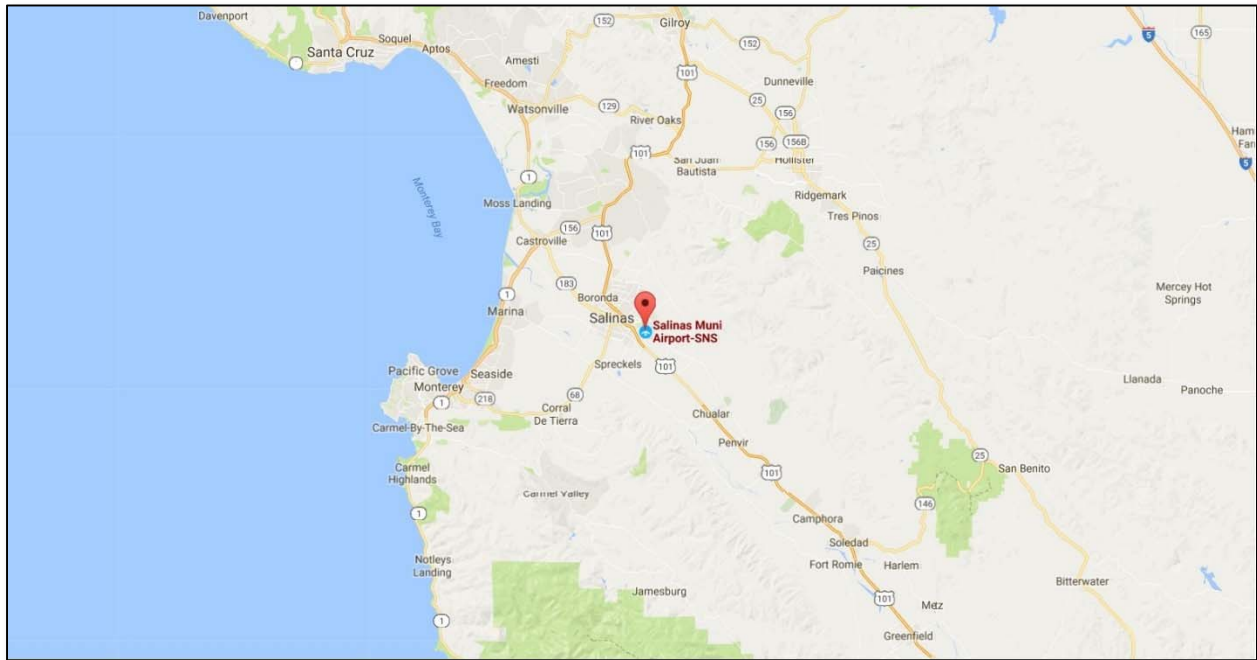 Davenport
Soquel
Santa Cruz
Aptos
1
152
Gilroy
152
165
5
Amesti
Freedom
101
Dunneville
Watsonville
129
25
156
River Oaks
101
156
156B
Ham
Fan
5
San Juan
Bautista
Hollister
1
Monterey Bay
Moss Landing
Ridgemark
Tres Pinos
156
101
Castroville
25
Paicines
183
Boronda
1
Marina
Salinas
Salinas Muni
Airport-SNS
Mercey Hot
Springs
Spreckels
101
Pacific Grove
Seaside
Monterey
Llanada
Panoche
1
218
68
Corral
De Tierra
Chualar
Carmel-By-The-Sea
Penvir
Carmel
Highlands
101
25
San Benito
Carmel Valley
1
146
Camphora
Soledad
Notleys
Landing
Fort Romie
Harlem
Bitterwater
Jamesburg
101
Metz
1
Greenfield